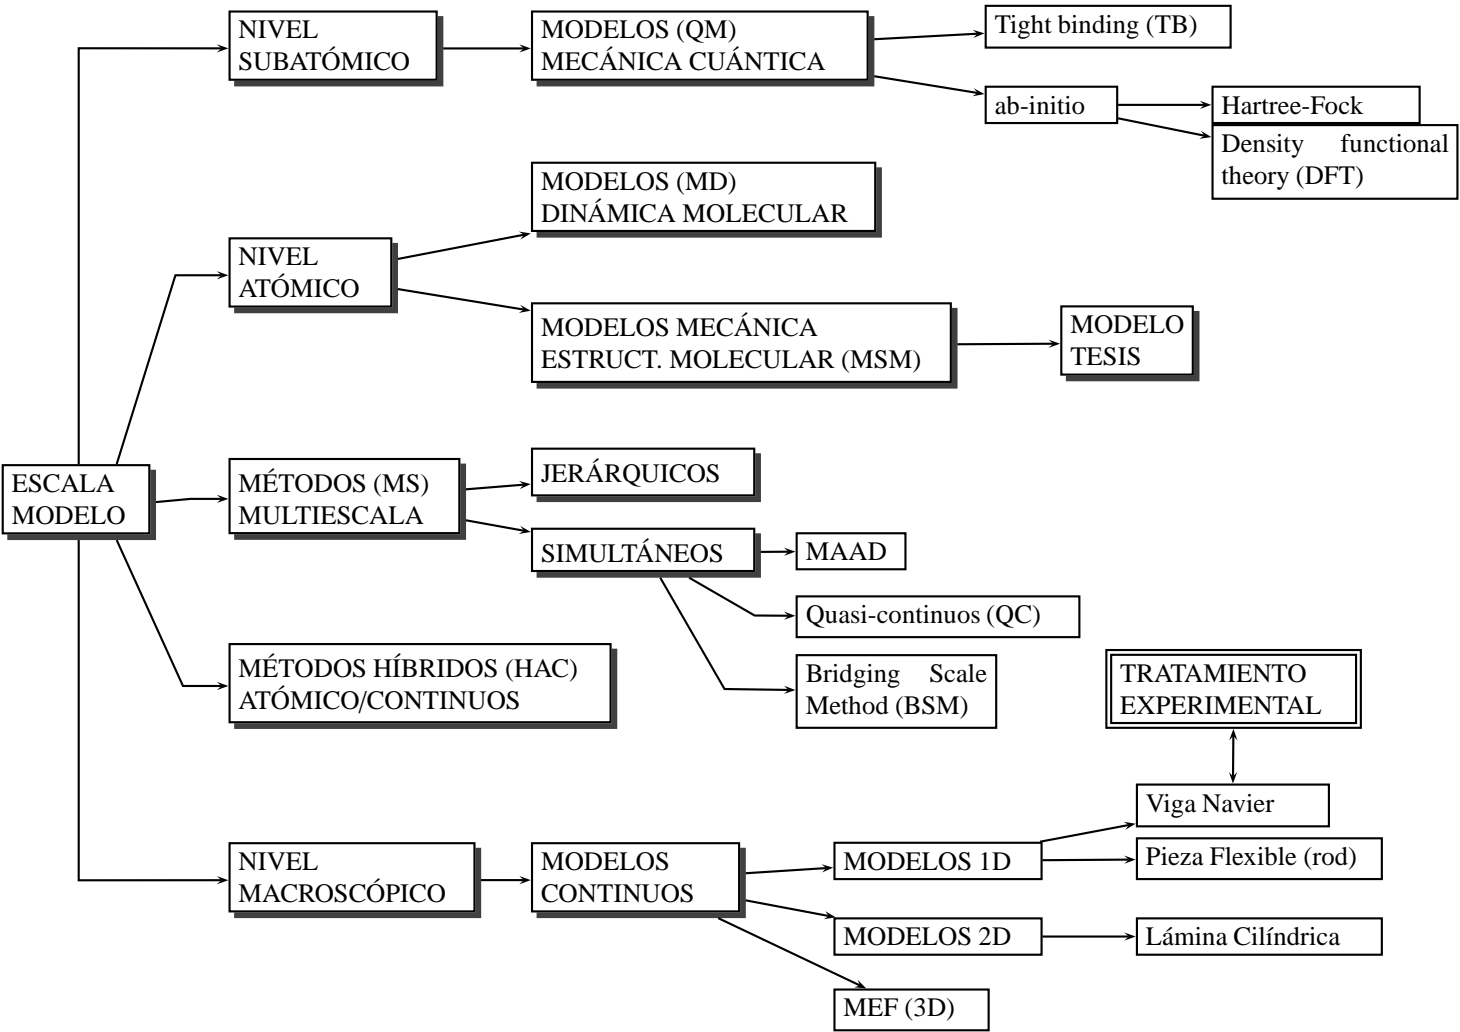 NIVEL
SUBATÓMICO
MODELOS (QM)
MECÁNICA CUÁNTICA
Tight binding (TB)
ab-initio
Hartree-Fock
Density functional
theory (DFT)
NIVEL
ATÓMICO
MODELOS (MD)
DINÁMICA MOLECULAR
MODELOS MECÁNICA
ESTRUCT. MOLECULAR (MSM)
MODELO
TESIS
ESCALA
MODELO
MÉTODOS (MS)
MULTIESCALA
JERÁRQUICOS
SIMULTÁNEOS
MAAD
Quasi-continuos (QC)
Bridging Scale
Method (BSM)
MÉTODOS HÍBRIDOS (HAC)
ATÓMICO/CONTINUOS
TRATAMIENTO
EXPERIMENTAL
NIVEL
MACROSCÓPICO
MODELOS
CONTINUOS
MODELOS 1D
Viga Navier
Pieza Flexible (rod)
MODELOS 2D
Lámina Cilíndrica
MEF (3D)